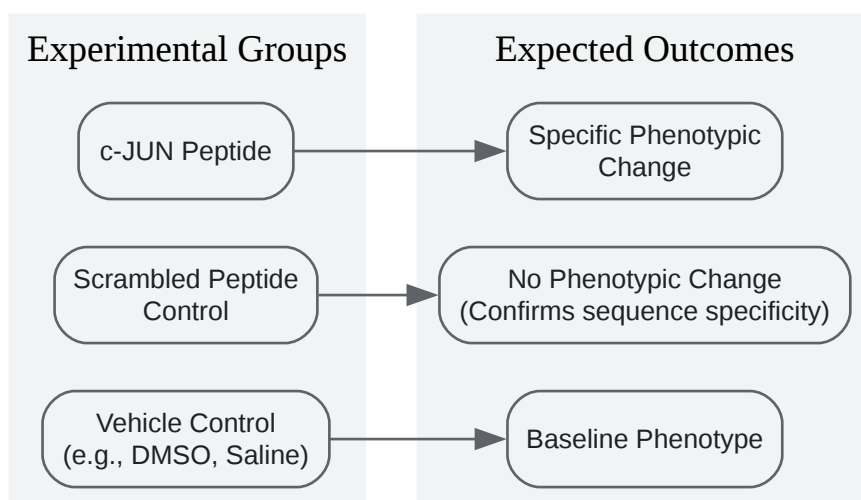 Experimental Groups
Expected Outcomes
c-JUN Peptide
Specific Phenotypic
Change
Scrambled Peptide
Control
No Phenotypic Change
(Confirms sequence specificity)
Vehicle Control
(e.g., DMSO, Saline)
Baseline Phenotype